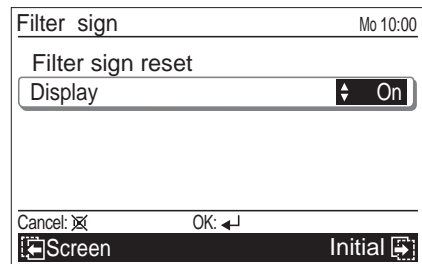 Filter sign Mo 10:00
Filter sign reset
Display On
Cancel: OK:
Screen Initial